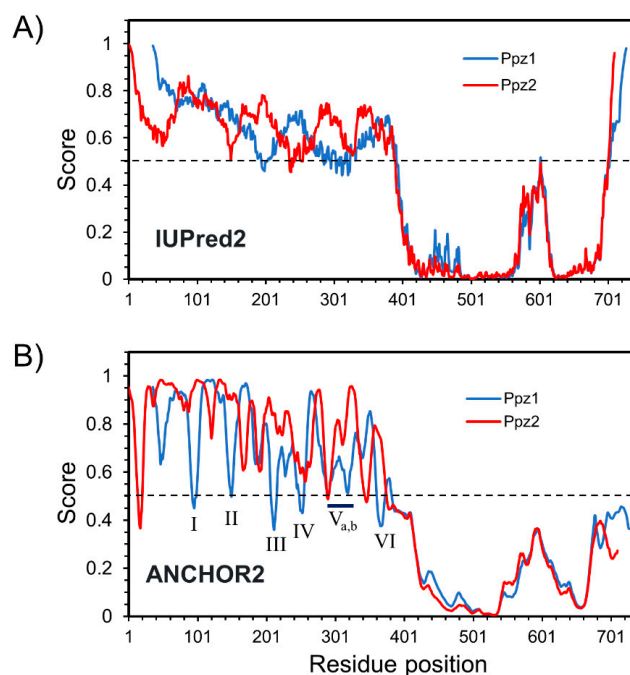 A)
Score
1
0.8
0.6
0.4
0.2
0
Ppz1
Ppz2
IUPred2
1 101 201 301 401 501 601 701
B)
Score
1
0.8
0.6
0.4
0.2
0
Ppz1
Ppz2
I II III IV Va,b VI
ANCHOR2
1 101 201 301 401 501 601 701
Residue position